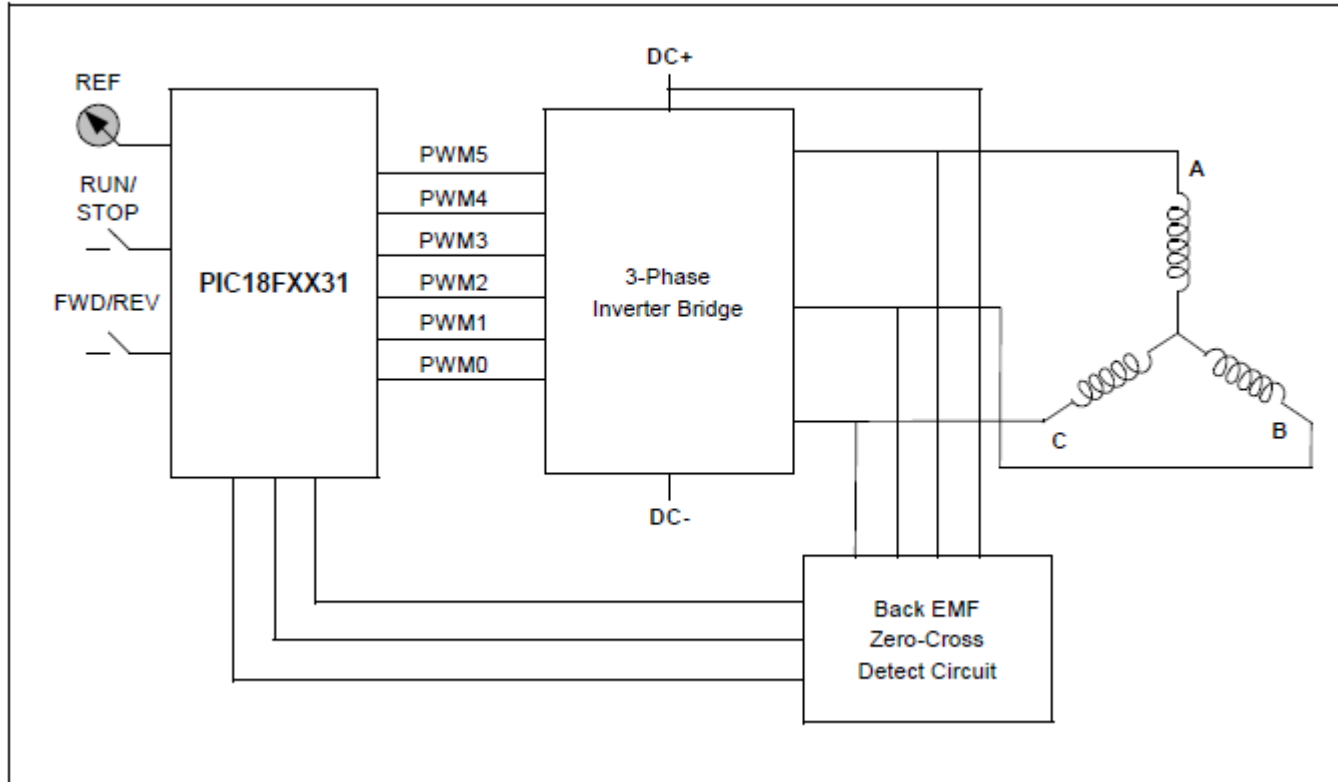 REF
RUN/
STOP
FWD/REV
PIC18FXX31
PWM5
PWM4
PWM3
PWM2
PWM1
PWM0
DC+
3-Phase
Inverter Bridge
DC-
A
C
B
Back EMF
Zero-Cross
Detect Circuit